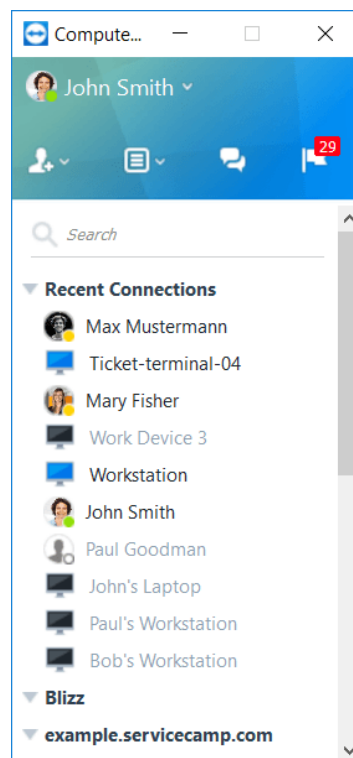 Compute...
John Smith
29
Search
Recent Connections
Max Mustermann
Ticket-terminal-04
Mary Fisher
Work Device 3
Workstation
John Smith
Paul Goodman
John's Laptop
Paul's Workstation
Bob's Workstation
Blizz
example.servicecamp.com